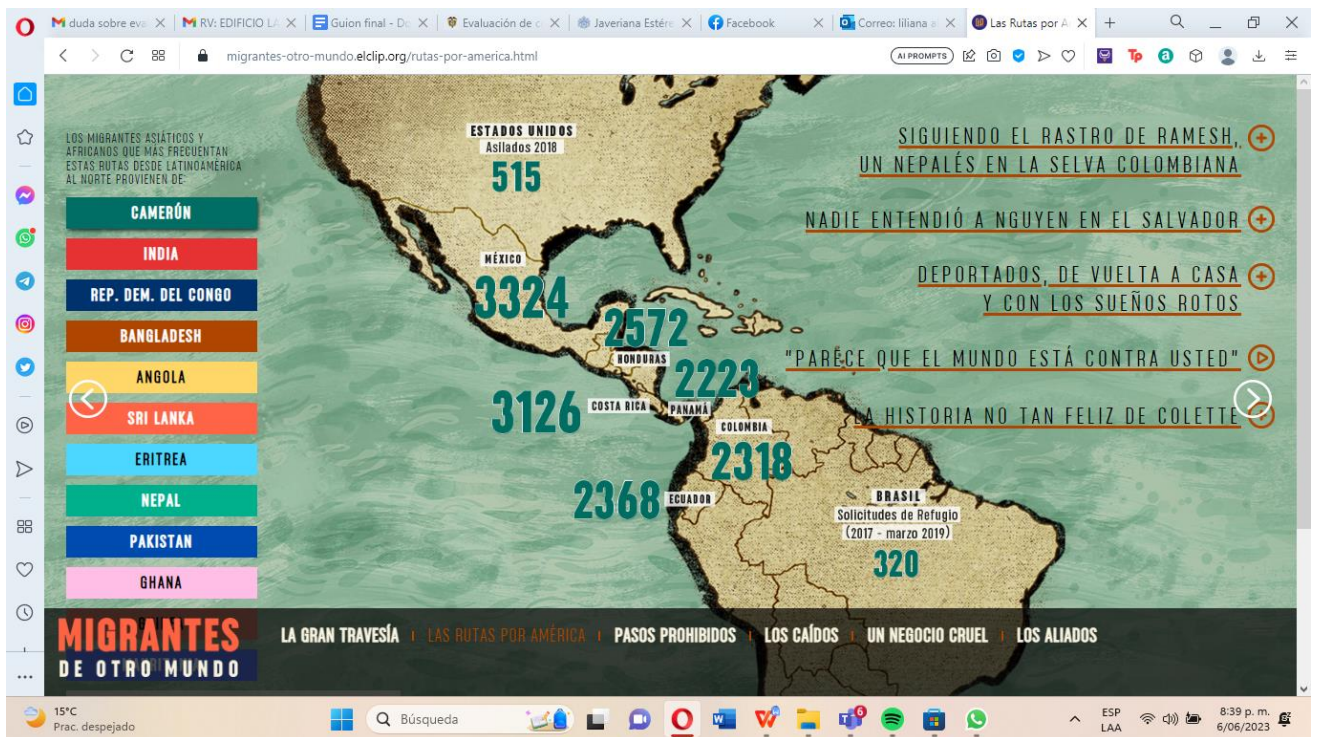 duda sobre eva
RV: EDIFICIO LA
Guion final - Do
Evaluación de c
Javeriana Estére
Facebook
Correo: liliana a
Las Rutas por A
migrantes-otro-mundo.elclip.org/rutas-por-america.html
AI PROMPTS
LOS MIGRANTES ASIÁTICOS Y
AFRICANOS QUE MÁS FRECUENTAN
ESTAS RUTAS DESDE LATINOAMÉRICA
AL NORTE PROVIENEN DE:
CAMERÚN
INDIA
REP. DEM. DEL CONGO
BANGLADESH
ANGOLA
SRI LANKA
ERITREA
NEPAL
PAKISTÁN
GHANA
ESTADOS UNIDOS
Asilados 2018
515
MÉXICO
3324
2572
HONDURAS
2223
3126
COSTA RICA
PANAMÁ
COLOMBIA
2318
2368
ECUADOR
BRASIL
Solicitudes de Refugio
(2017 - marzo 2019)
320
SIGUIENDO EL RASTRO DE RAMESH,
UN NEPALÉS EN LA SELVA COLOMBIANA
NADIE ENTENDIÓ A NGUYEN EN EL SALVADOR
DEPORTADOS, DE VUELTA A CASA
Y CON LOS SUEÑOS ROTOS
"PARECE QUE EL MUNDO ESTÁ CONTRA USTED"
LA HISTORIA NO TAN FELIZ DE COLETTE
MIGRANTES
DE OTRO MUNDO
LA GRAN TRAVESÍA
LAS RUTAS POR AMÉRICA
PASOS PROHIBIDOS
LOS CAÍDOS
UN NEGOCIO CRUEL
LOS ALIADOS
15°C
Prac. despejado
Búsqueda
ESP
LAA
8:39 p. m.
6/06/2023